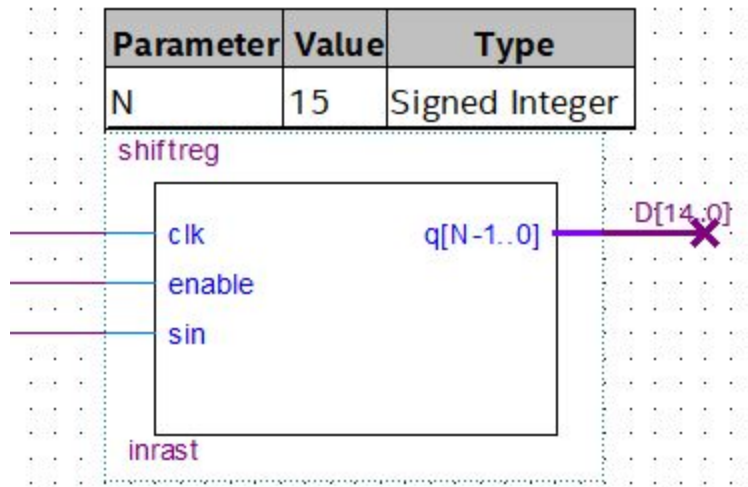 Parameter Value Type
N 15 Signed Integer
shiftreg
D[14..0]
clk q[N-1..0]
enable
sin
inrast